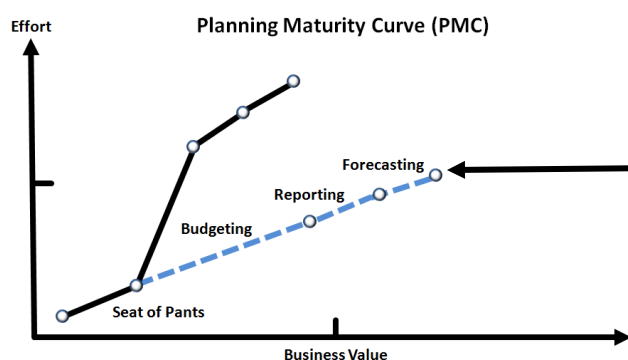 Planning Maturity Curve (PMC)
Effort
Forecasting
Reporting
Budgeting
Seat of Pants
Business Value